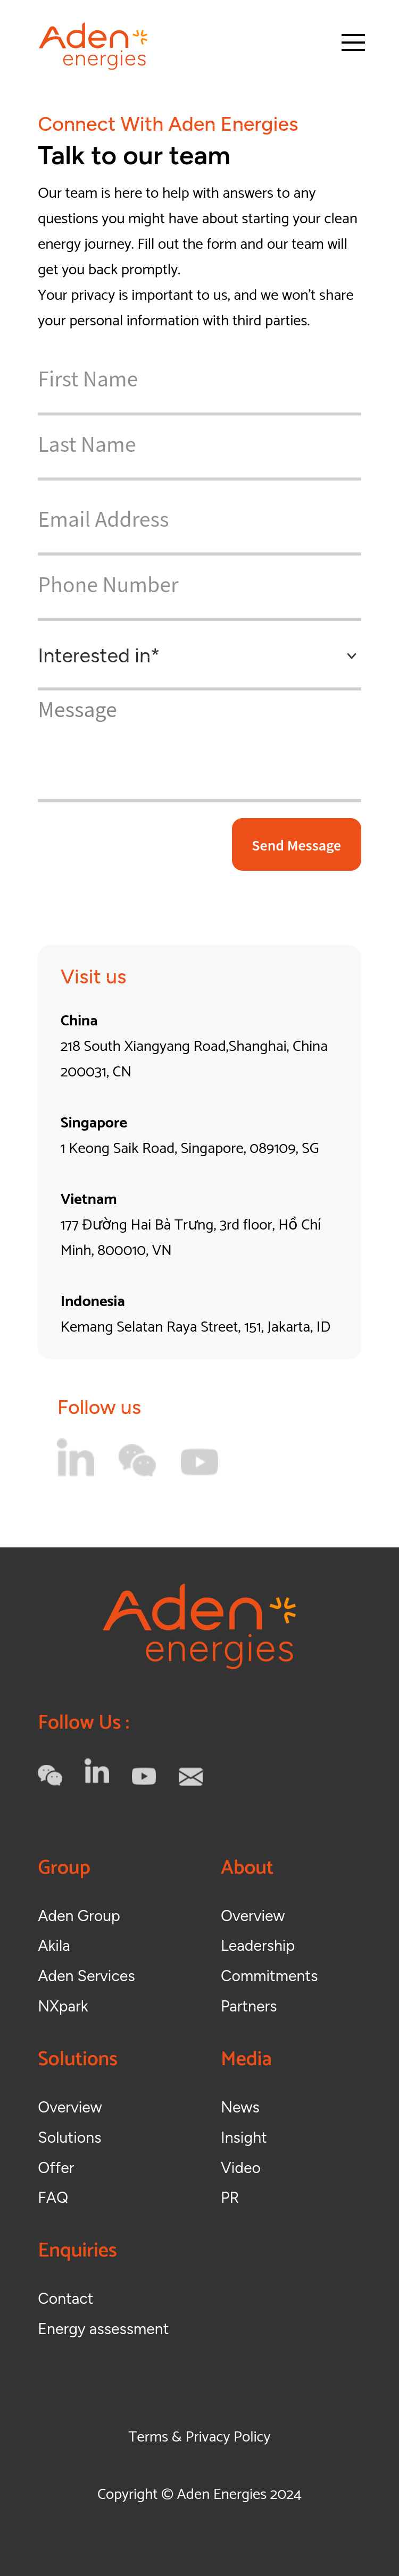 Aden
energies
Connect With Aden Energies
Talk to our team
Our team is here to help with answers to any
questions you might have about starting your clean
energy journey. Fill out the form and our team will
get you back promptly.
Your privacy is important to us, and we won't share
your personal information with third parties.
First Name
Last Name
Email Address
Phone Number
Interested in*
Message
Send Message
Visit us
China
218 South Xiangyang Road,Shanghai, China
200031, CN
Singapore
1 Keong Saik Road, Singapore, 089109, SG
Vietnam
177 Đường Hai Bà Trưng, 3rd floor, Hồ Chí
Minh, 800010, VN
Indonesia
Kemang Selatan Raya Street, 151, Jakarta, ID
Follow us
in
Aden
energies
Follow Us :
in
Group
Aden Group
Akila
Aden Services
NXpark
About
Overview
Leadership
Commitments
Partners
Solutions
Overview
Solutions
Offer
FAQ
Media
News
Insight
Video
PR
Enquiries
Contact
Energy assessment
Terms & Privacy Policy
Copyright © Aden Energies 2024